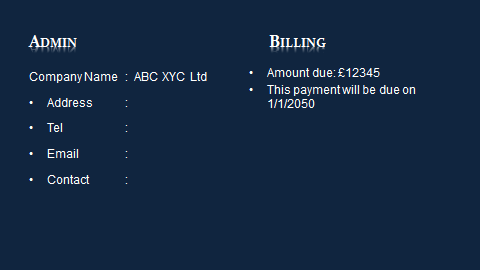 Admin
Company Name : ABC XYC Ltd
• Address :
• Tel :
• Email :
• Contact :
Billing
• Amount due: £12345
• This payment will be due on
1/1/2050